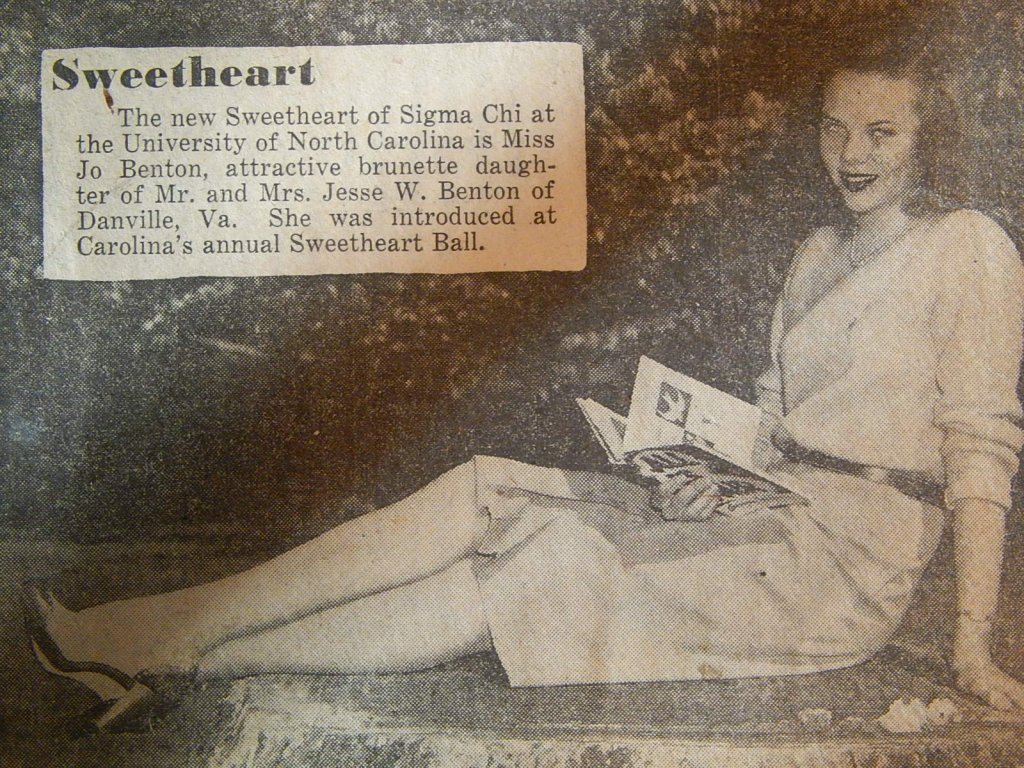 Sweetheart
The new Sweetheart of Sigma Chi at
the University of North Carolina is Miss
Jo Benton, attractive brunette daugh-
ter of Mr. and Mrs. Jesse W. Benton of
Danville, Va. She was introduced at
Carolina's annual Sweetheart Ball.